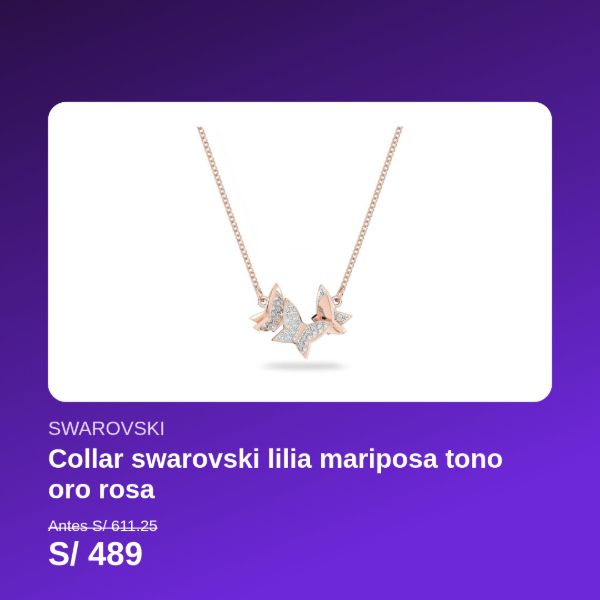 SWAROVSKI
Collar swarovski lilia mariposa tono
oro rosa
Antes S/ 611.25
S/ 489